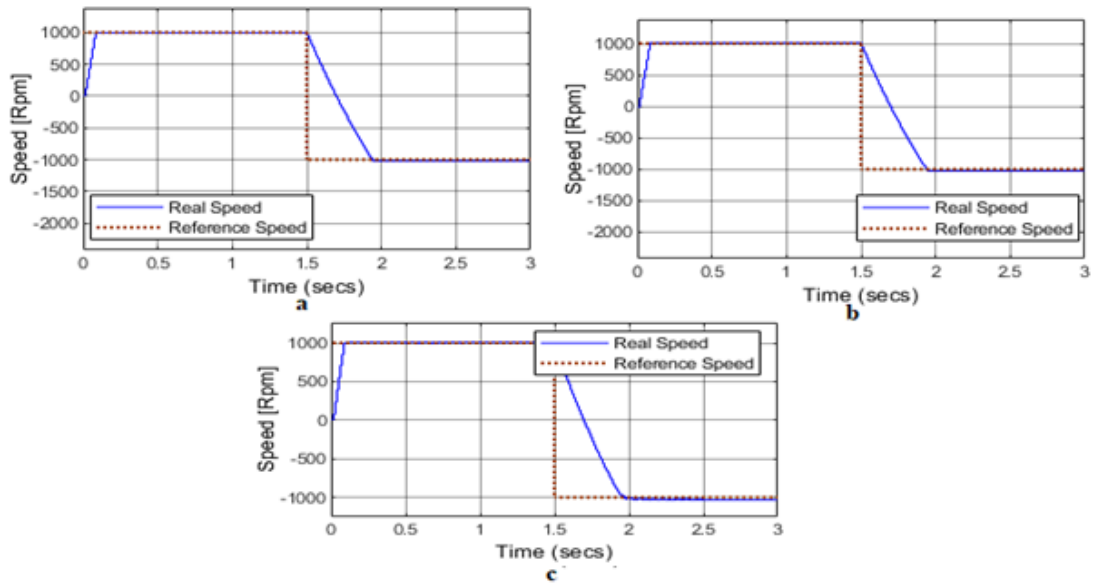 1000
500
0
-500
-1000
-1500
-2000
Speed [Rpm]
Real Speed
Reference Speed
0 0.5 1 1.5 2 2.5 3
Time (secs)
a
1000
500
0
-500
-1000
-1500
-2000
Speed [Rpm]
Real Speed
Reference Speed
0 0.5 1 1.5 2 2.5 3
Time (secs)
b
1000
500
0
-500
-1000
Speed [Rpm]
Real Speed
Reference Speed
0 0.5 1 1.5 2 2.5 3
Time (secs)
c